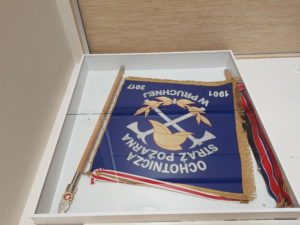 OCHOTNICZA
STRAŻ POŻARNA
W PRUCHNEJ
1901 2017